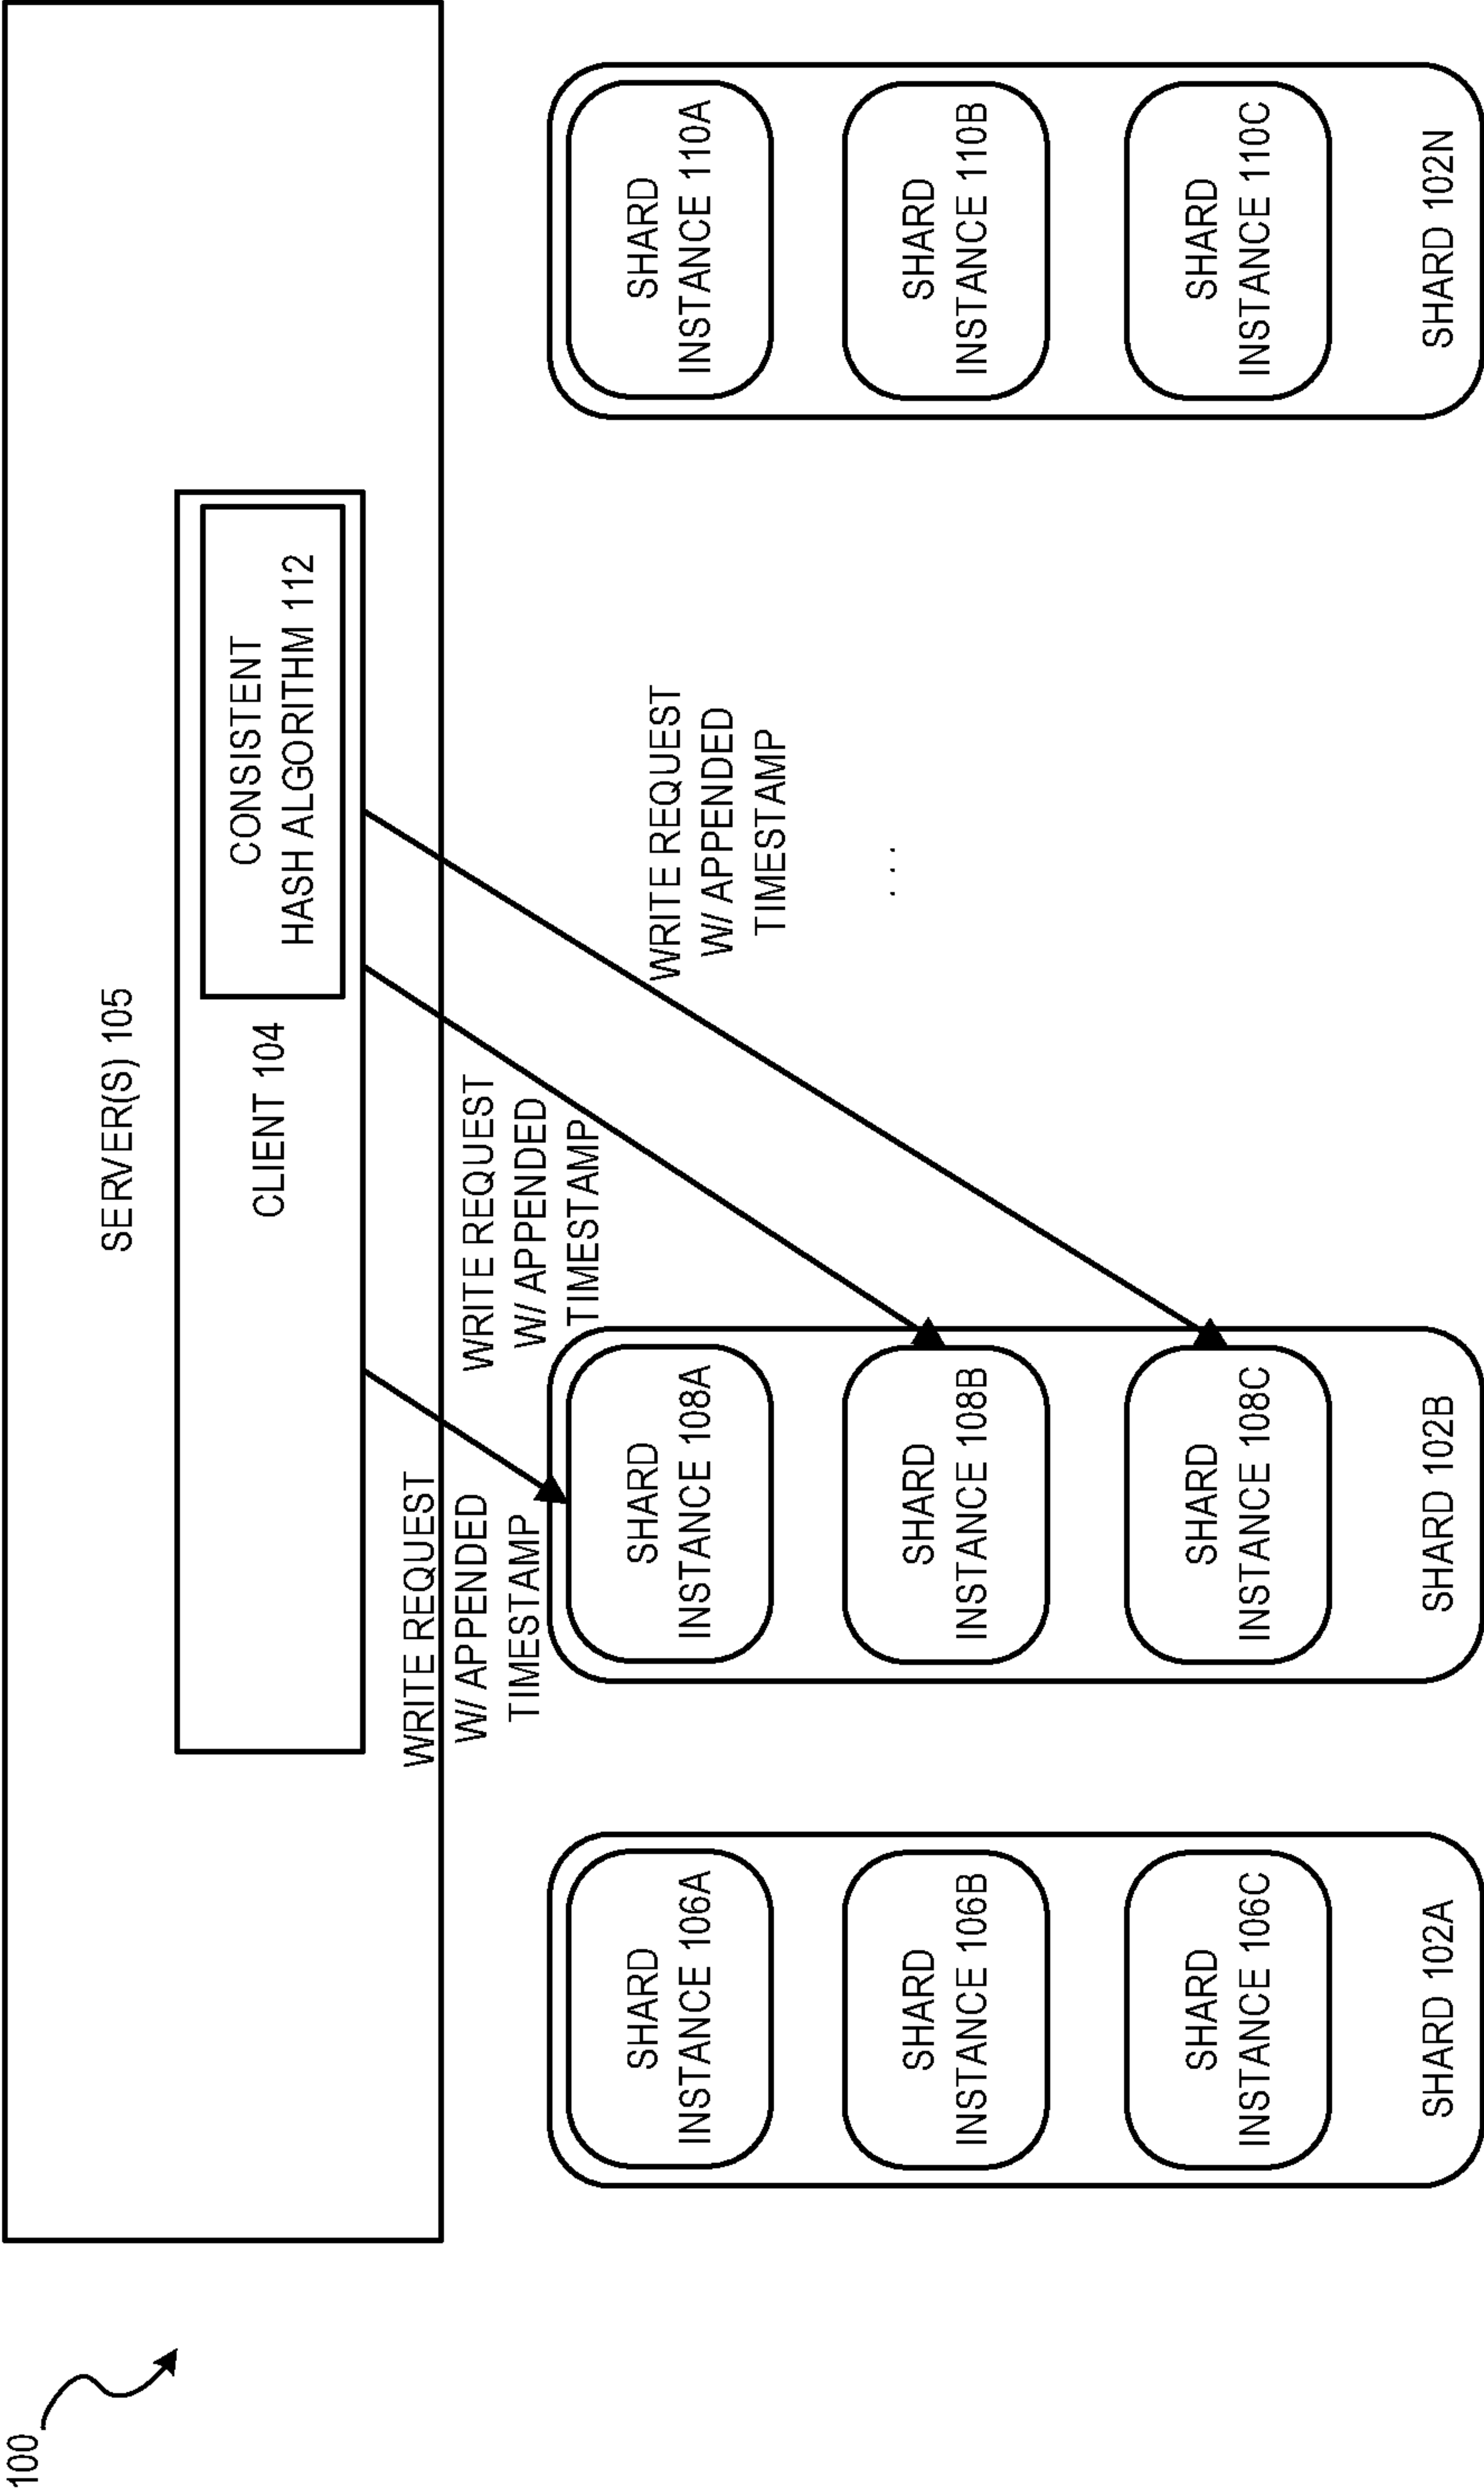 100
SERVER(S) 105
CLIENT 104
CONSISTENT
HASH ALGORITHM 112
WRITE REQUEST
W/ APPENDED
TIMESTAMP
WRITE REQUEST
W/ APPENDED
TIMESTAMP
WRITE REQUEST
W/ APPENDED
TIMESTAMP
. . .
SHARD
INSTANCE 106A
SHARD
INSTANCE 106B
SHARD
INSTANCE 106C
SHARD 102A
SHARD
INSTANCE 108A
SHARD
INSTANCE 108B
SHARD
INSTANCE 108C
SHARD 102B
SHARD
INSTANCE 110A
SHARD
INSTANCE 110B
SHARD
INSTANCE 110C
SHARD 102N